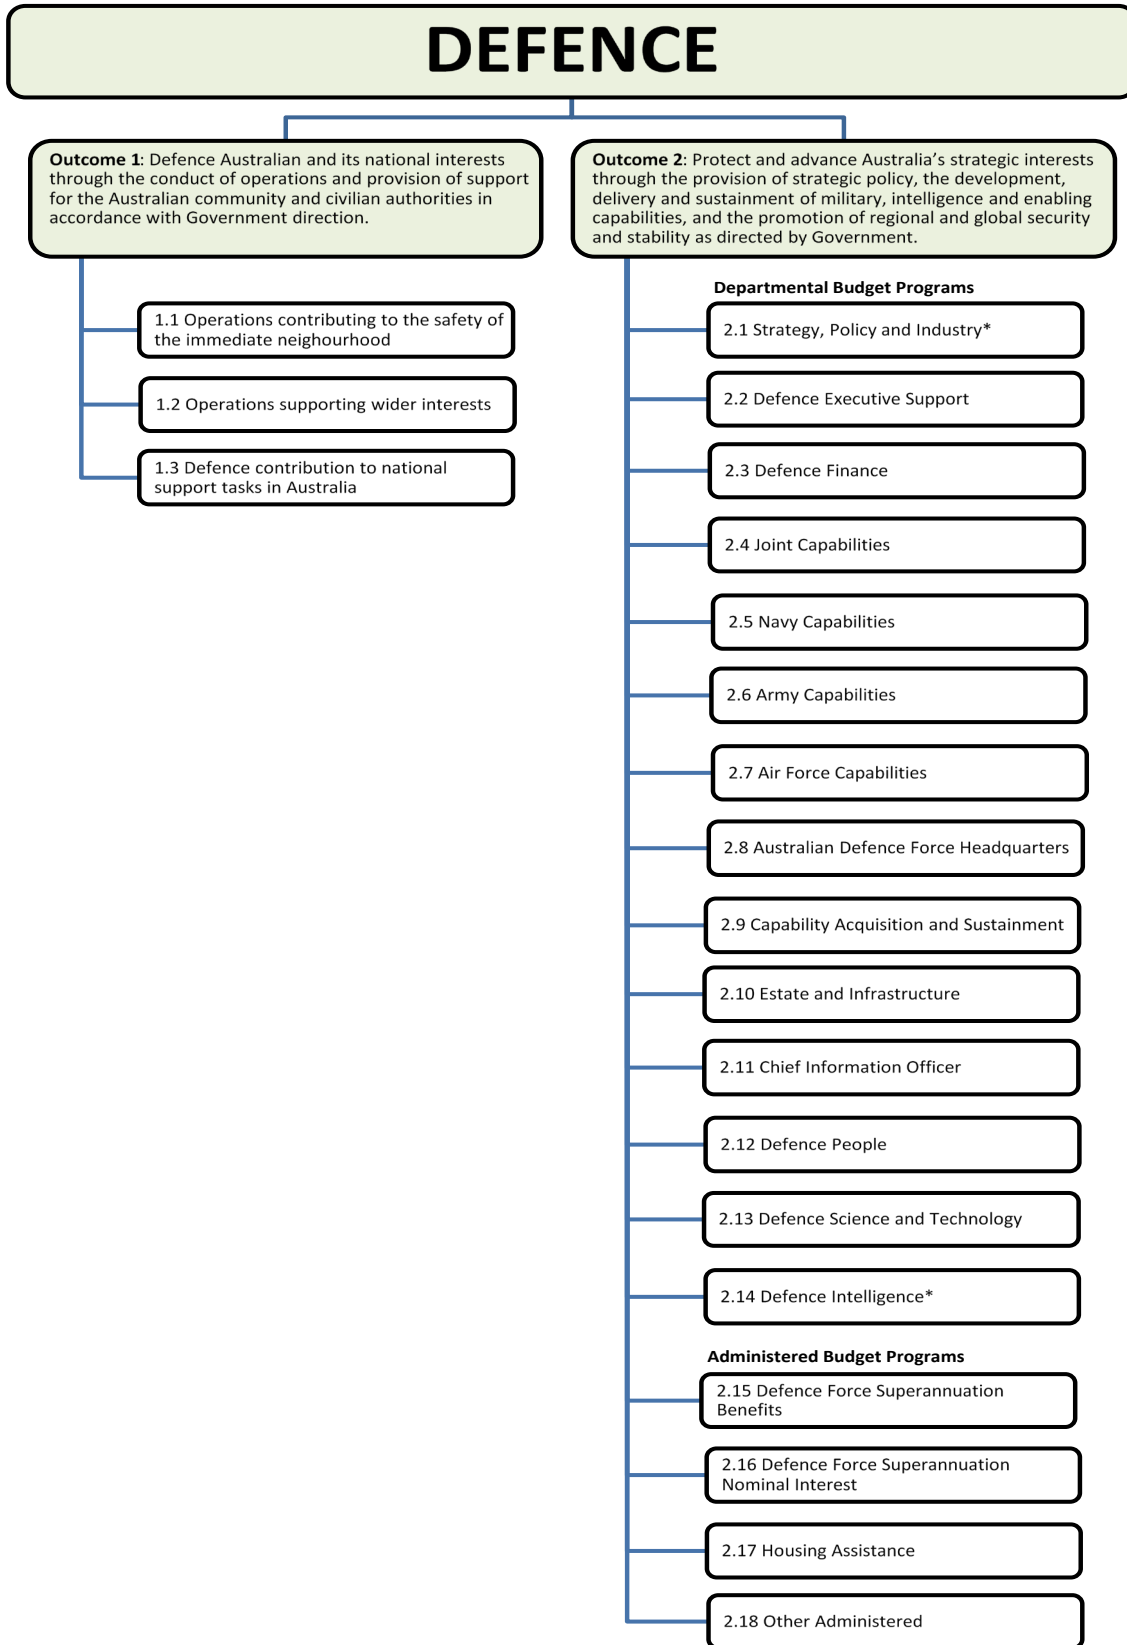 DEFENCE
Outcome 1: Defence Australian and its national interests
through the conduct of operations and provision of support
for the Australian community and civilian authorities in
accordance with Government direction.
1.1 Operations contributing to the safety of
the immediate neighourhood
1.2 Operations supporting wider interests
1.3 Defence contribution to national
support tasks in Australia
Outcome 2: Protect and advance Australia’s strategic interests
through the provision of strategic policy, the development,
delivery and sustainment of military, intelligence and enabling
capabilities, and the promotion of regional and global security
and stability as directed by Government.
Departmental Budget Programs
2.1 Strategy, Policy and Industry*
2.2 Defence Executive Support
2.3 Defence Finance
2.4 Joint Capabilities
2.5 Navy Capabilities
2.6 Army Capabilities
2.7 Air Force Capabilities
2.8 Australian Defence Force Headquarters
2.9 Capability Acquisition and Sustainment
2.10 Estate and Infrastructure
2.11 Chief Information Officer
2.12 Defence People
2.13 Defence Science and Technology
2.14 Defence Intelligence*
Administered Budget Programs
2.15 Defence Force Superannuation
Benefits
2.16 Defence Force Superannuation
Nominal Interest
2.17 Housing Assistance
2.18 Other Administered